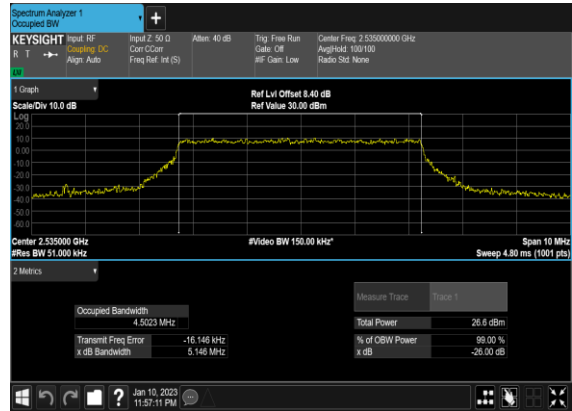 Spectrum Analyzer 1
Occupied BW
+
KEYSIGHT Input: RF Input Z: 50 Ω Atten: 40 dB Trig: Free Run Center Freq: 2.535000000 GHz
R T Coupling: DC Corr CCorr Gate: Off Avg|Hold: 100/100
Align: Auto Freq Ref: Int (S) #IF Gain: Low Radio Std: None
1 Graph
Ref Lvl Offset 8.40 dB
Scale/Div 10.0 dB Ref Value 30.00 dBm
Log
20.0
10.0
0.00
-10.0
-20.0
-30.0
-40.0
-50.0
-60.0
Center 2.535000 GHz #Video BW 150.00 kHz* Span 10 MHz
#Res BW 51.000 kHz Sweep 4.80 ms (1001 pts)
2 Metrics
Measure Trace Trace 1
Occupied Bandwidth
4.5023 MHz Total Power 26.6 dBm
Transmit Freq Error -16.146 kHz % of OBW Power 99.00 %
x dB Bandwidth 5.146 MHz x dB -26.00 dB
? Jan 10, 2023
11:57:11 PM